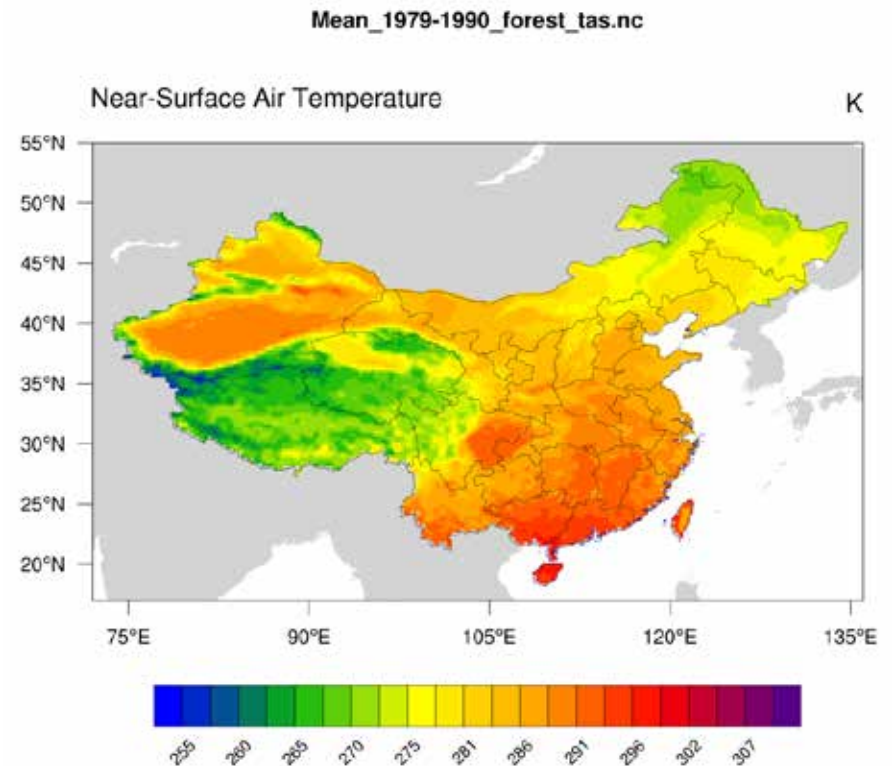 Mean_1979-1990_forest_tas.nc
Near-Surface Air Temperature K
55°N
50°N
45°N
40°N
35°N
30°N
25°N
20°N
75°E 90°E 105°E 120°E 135°E
255 260 265 270 275 281 286 291 296 302 307